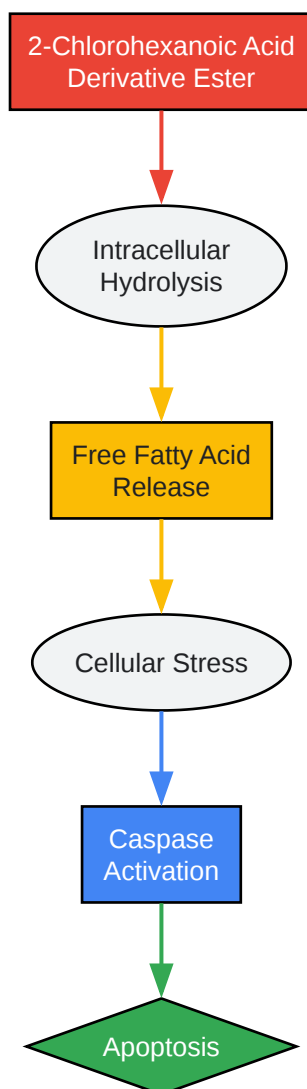 2-Chlorohexanoic Acid
Derivative Ester
Intracellular
Hydrolysis
Free Fatty Acid
Release
Cellular Stress
Caspase
Activation
Apoptosis